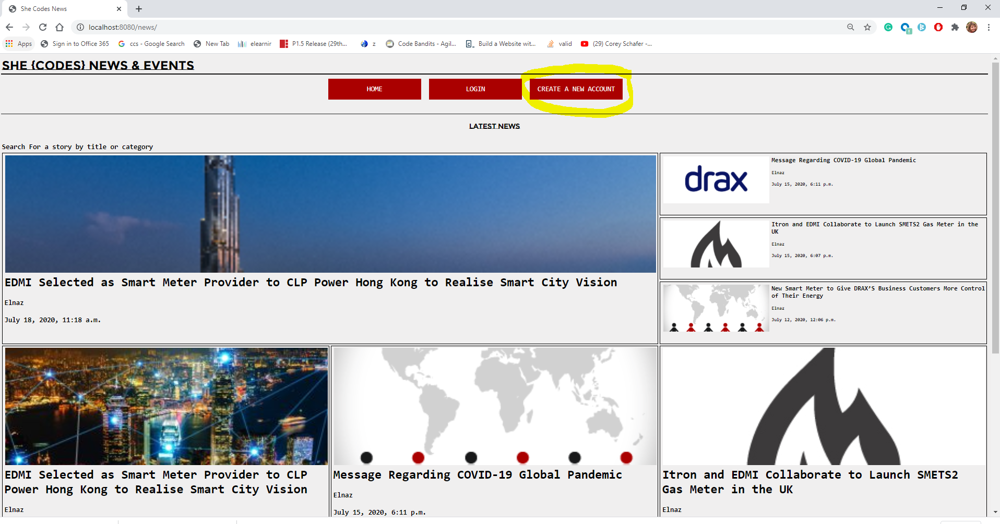 She Codes News
localhost:8080/news/
Apps
Sign in to Office 365
ccs - Google Search
New Tab
elearnir
P1.5 Release (29th...
z
Code Bandits - Agil...
Build a Website wit...
valid
(29) Corey Schafer -...
SHE {CODES} NEWS & EVENTS
HOME
LOGIN
CREATE A NEW ACCOUNT
LATEST NEWS
Search For a story by title or category
EDMI Selected as Smart Meter Provider to CLP Power Hong Kong to Realise Smart City Vision
Elnaz
July 18, 2020, 11:18 a.m.
drax
Message Regarding COVID-19 Global Pandemic
Elnaz
July 15, 2020, 6:11 p.m.
Itron and EDMI Collaborate to Launch SMETS2 Gas Meter in the
UK
Elnaz
July 15, 2020, 6:07 p.m.
New Smart Meter to Give DRAX’S Business Customers More Control
of Their Energy
Elnaz
July 12, 2020, 12:06 p.m.
EDMI Selected as Smart Meter Provider to CLP
Power Hong Kong to Realise Smart City Vision
Elnaz
Message Regarding COVID-19 Global Pandemic
Elnaz
July 15, 2020, 6:11 p.m.
Itron and EDMI Collaborate to Launch SMETS2
Gas Meter in the UK
Elnaz